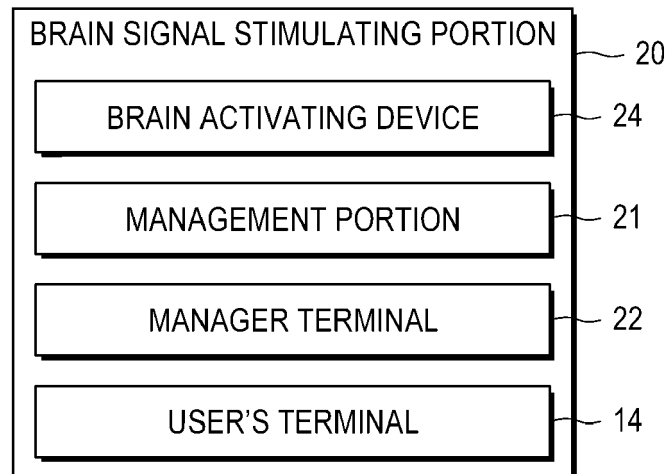 BRAIN SIGNAL STIMULATING PORTION
20
BRAIN ACTIVATING DEVICE
24
MANAGEMENT PORTION
21
MANAGER TERMINAL
22
USER'S TERMINAL
14